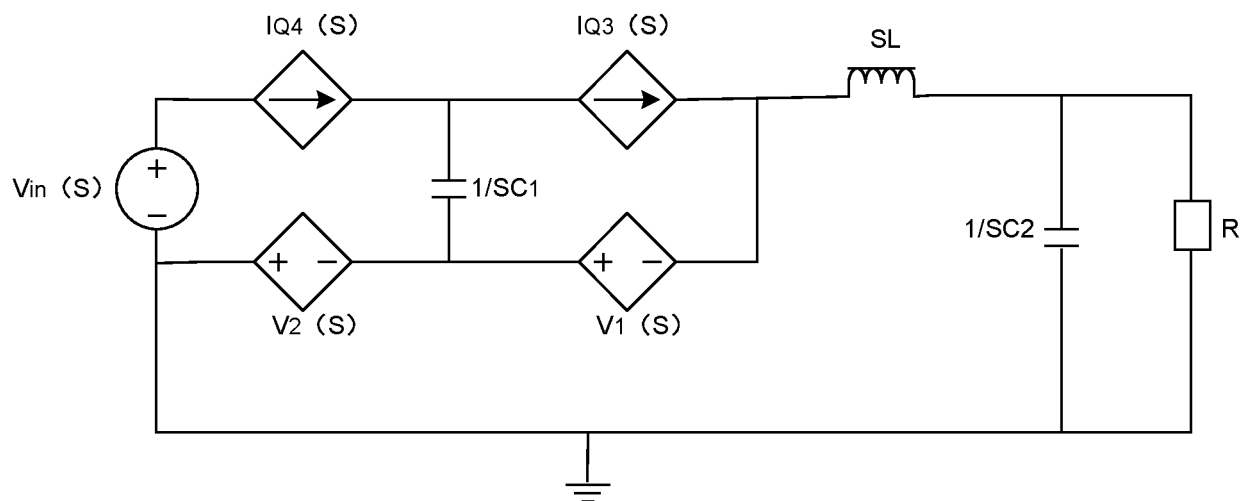 IQ4（S）
IQ3（S）
SL
Vin（S）
+
−
1/SC1
+ −
V2（S）
+ −
V1（S）
1/SC2
R